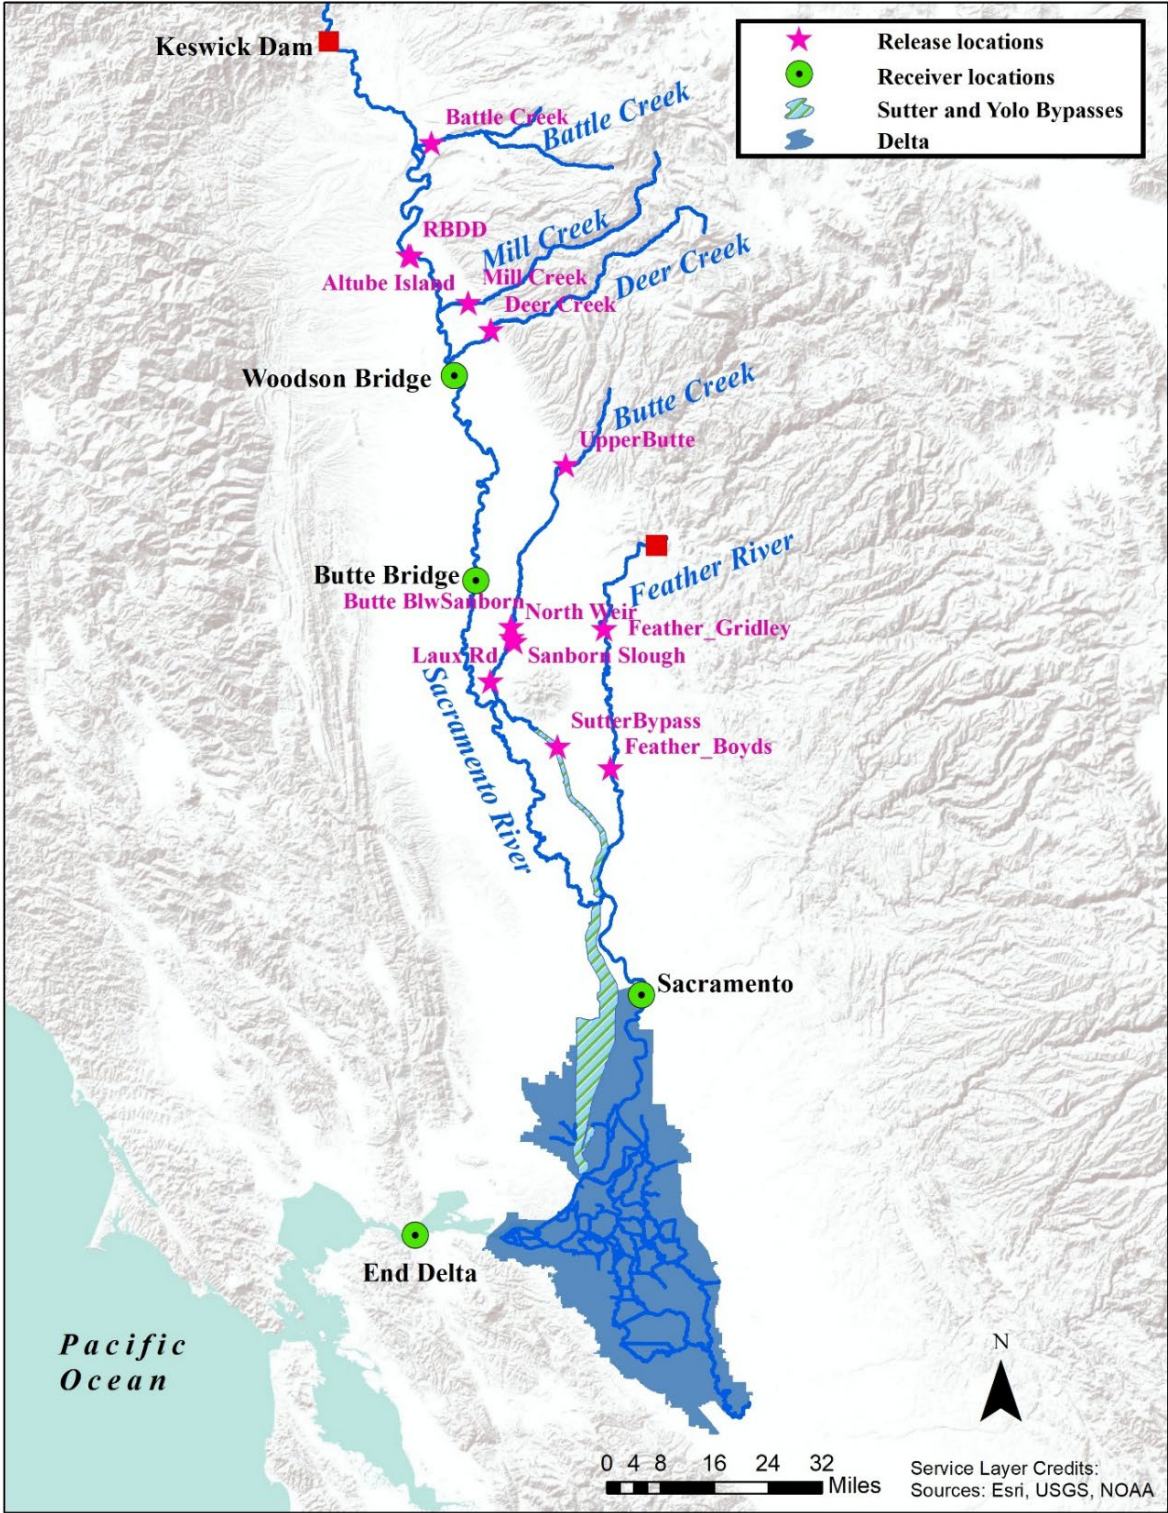 Keswick Dam
Release locations
Receiver locations
Sutter and Yolo Bypasses
Delta
Battle Creek
Battle Creek
RBDD
Mill Creek
Altube Island
Mill Creek
Deer Creek
Deer Creek
Woodson Bridge
Butte Creek
UpperButte
Feather River
Butte Bridge
Butte BlwSanborn
North Weir
Feather_Gridley
Laux Rd
Sanborn Slough
Sacramento River
SutterBypass
Feather_Boyds
Sacramento
End Delta
Pacific
Ocean
N
0 4 8 16 24 32
Miles
Service Layer Credits:
Sources: Esri, USGS, NOAA